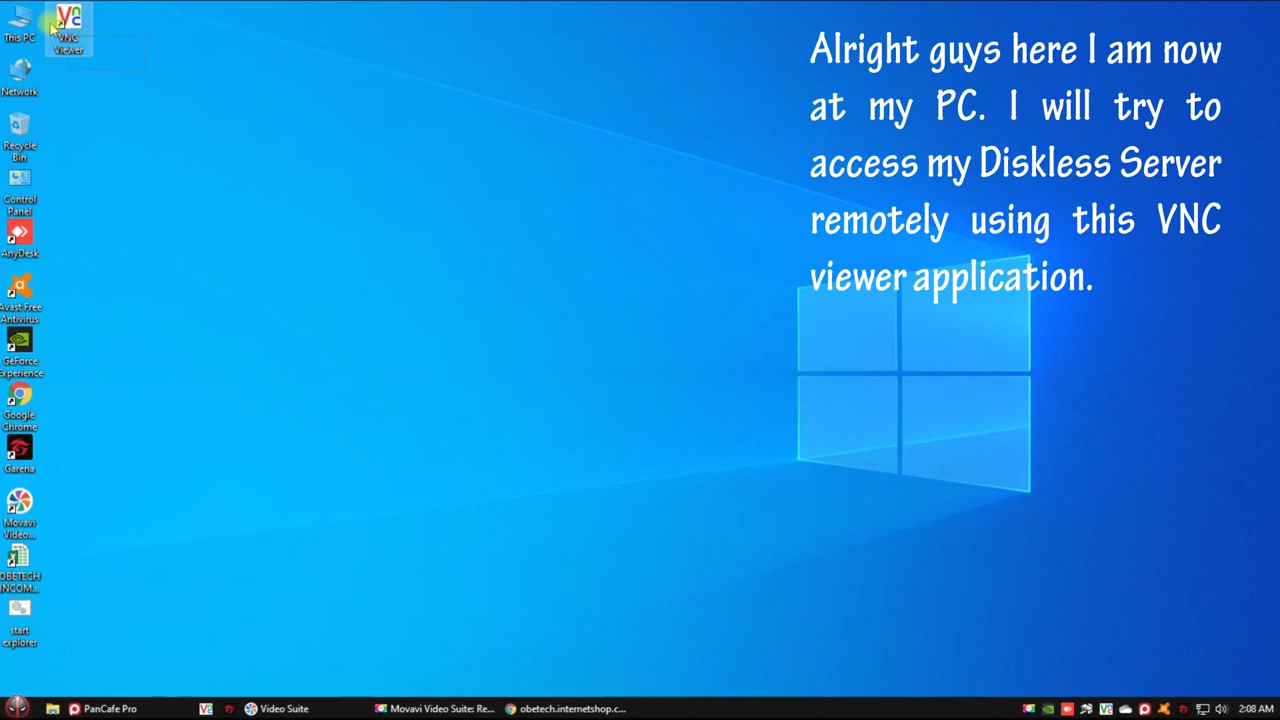 Alright guys here I am now
at my PC. I will try to
access my Diskless Server
remotely using this VNC
viewer application.
This PC
VNC
Viewer
Network
Recycle
Bin
Control
Panel
AnyDesk
Avast Free
Antivirus
GeForce
Experience
Google
Chrome
Garena
Movavi
Video...
OBETECH
INCOM...
start
explorer
PanCafe Pro
Video Suite
Movavi Video Suite: Re...
obetech.internetshop.c...
2:08 AM